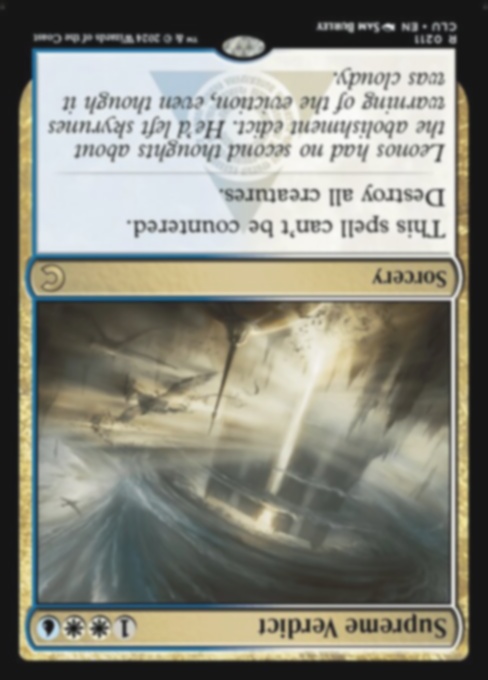 Supreme Verdict
1
Sorcery
This spell can't be countered.
Destroy all creatures.
Leonos had no second thoughts about
the abolishment edict. He'd left skyrunes
warning of the eviction, even though it
was cloudy.
R 0211
CLU • EN SAM BURLEY
™ & © 2024 Wizards of the Coast